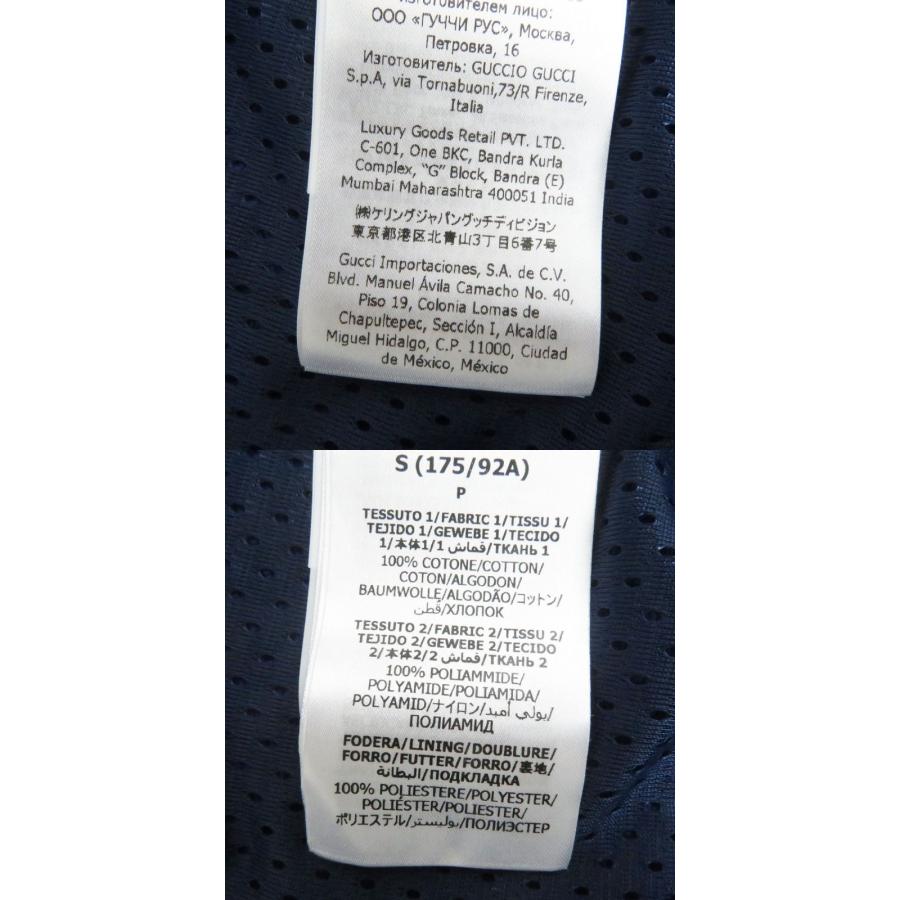 изготовителем лицо:
ООО «ГУЧЧИ РУС», Москва,
Петровка, 16
Изготовитель: GUCCIO GUCCI
S.p.A, via Tornabuoni,73/R Firenze,
Italia
Luxury Goods Retail PVT. LTD.
C-601, One BKC, Bandra Kurla
Complex, "G" Block, Bandra (E)
Mumbai Maharashtra 400051 India
㈱ケリングジャパングッチディビジョン
東京都港区北青山3丁目6番7号
Gucci Importaciones, S.A. de C.V.
Blvd. Manuel Ávila Camacho No. 40,
Piso 19, Colonia Lomas de
Chapultepec, Sección I, Alcaldía
Miguel Hidalgo, C.P. 11000, Ciudad
de México, México
S (175/92A)
P
TESSUTO 1/FABRIC 1/TISSU 1/
TEJIDO 1/GEWEBE 1/TECIDO
1/本体1/قماش 1/ТКАНЬ 1
100% COTONE/COTTON/
COTON/ALGODON/
BAUMWOLLE/ALGODÃO/コットン/
قطن/ХЛОПОК
TESSUTO 2/FABRIC 2/TISSU 2/
TEJIDO 2/GEWEBE 2/TECIDO
2/本体2/قماش 2/ТКАНЬ 2
100% POLIAMMIDE/
POLYAMIDE/POLIAMIDA/
POLYAMID/ナイロン/بولي أميد/
ПОЛИАМИД
FODERA/LINING/DOUBLURE/
FORRO/FUTTER/FORRO/裏地/
البطانة/ПОДКЛАДКА
100% POLIESTERE/POLYESTER/
POLIÉSTER/POLIESTER/
ポリエステル/بوليستر/ПОЛИЭСТЕР